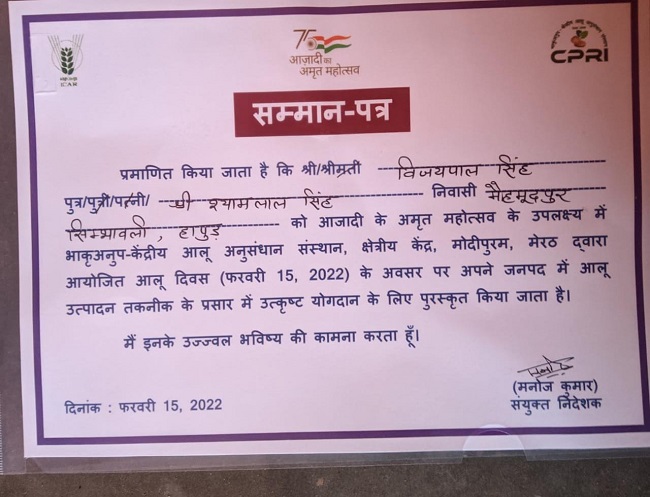 75
आज़ादी का
अमृत महोत्सव
ICAR
CPRI
सम्मान-पत्र
प्रमाणित किया जाता है कि श्री/श्रीमती विजयपाल सिंह
पुत्र/पुत्री/पत्नी/ श्री श्यामलाल सिंह निवासी मैहमूदपुर
सिम्भावली, हापुड़ को आजादी के अमृत महोत्सव के उपलक्ष्य में
भाकृअनुप-केंद्रीय आलू अनुसंधान संस्थान, क्षेत्रीय केंद्र, मोदीपुरम, मेरठ द्वारा
आयोजित आलू दिवस (फरवरी 15, 2022) के अवसर पर अपने जनपद में आलू
उत्पादन तकनीक के प्रसार में उत्कृष्ट योगदान के लिए पुरस्कृत किया जाता है।
मैं इनके उज्ज्वल भविष्य की कामना करता हूँ।
(मनोज कुमार)
दिनांक : फरवरी 15, 2022 संयुक्त निदेशक